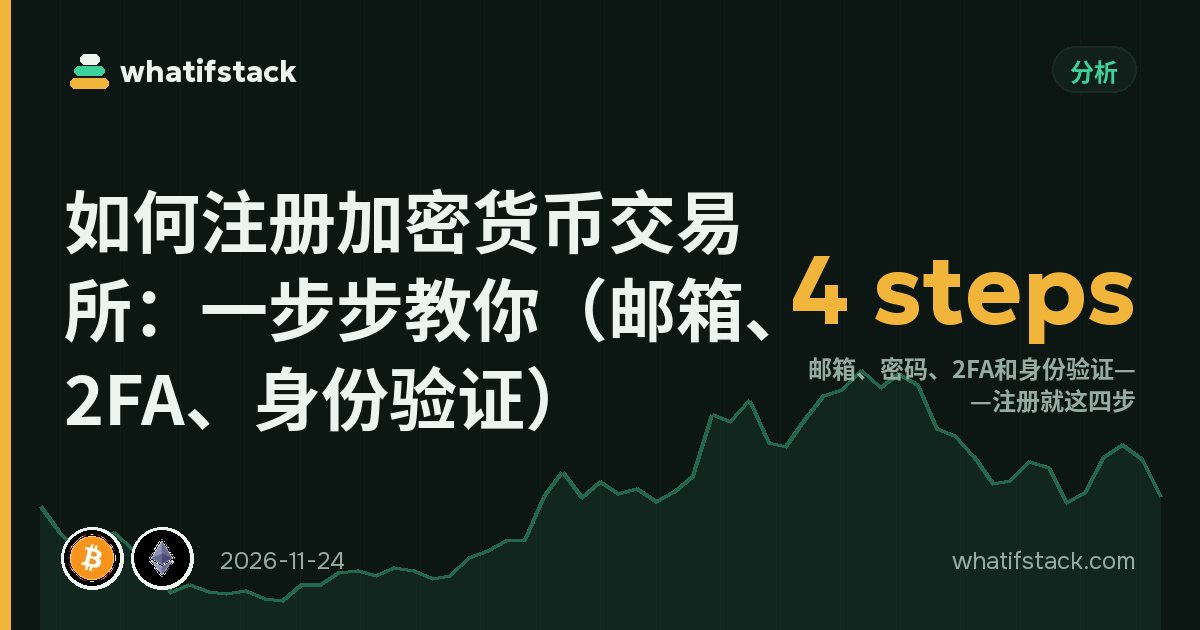 whatifstack
分析
如何注册加密货币交易
所：一步步教你（邮箱、
2FA、身份验证）
4 steps
邮箱、密码、2FA和身份验证—
—注册就这四步
2026-11-24
whatifstack.com